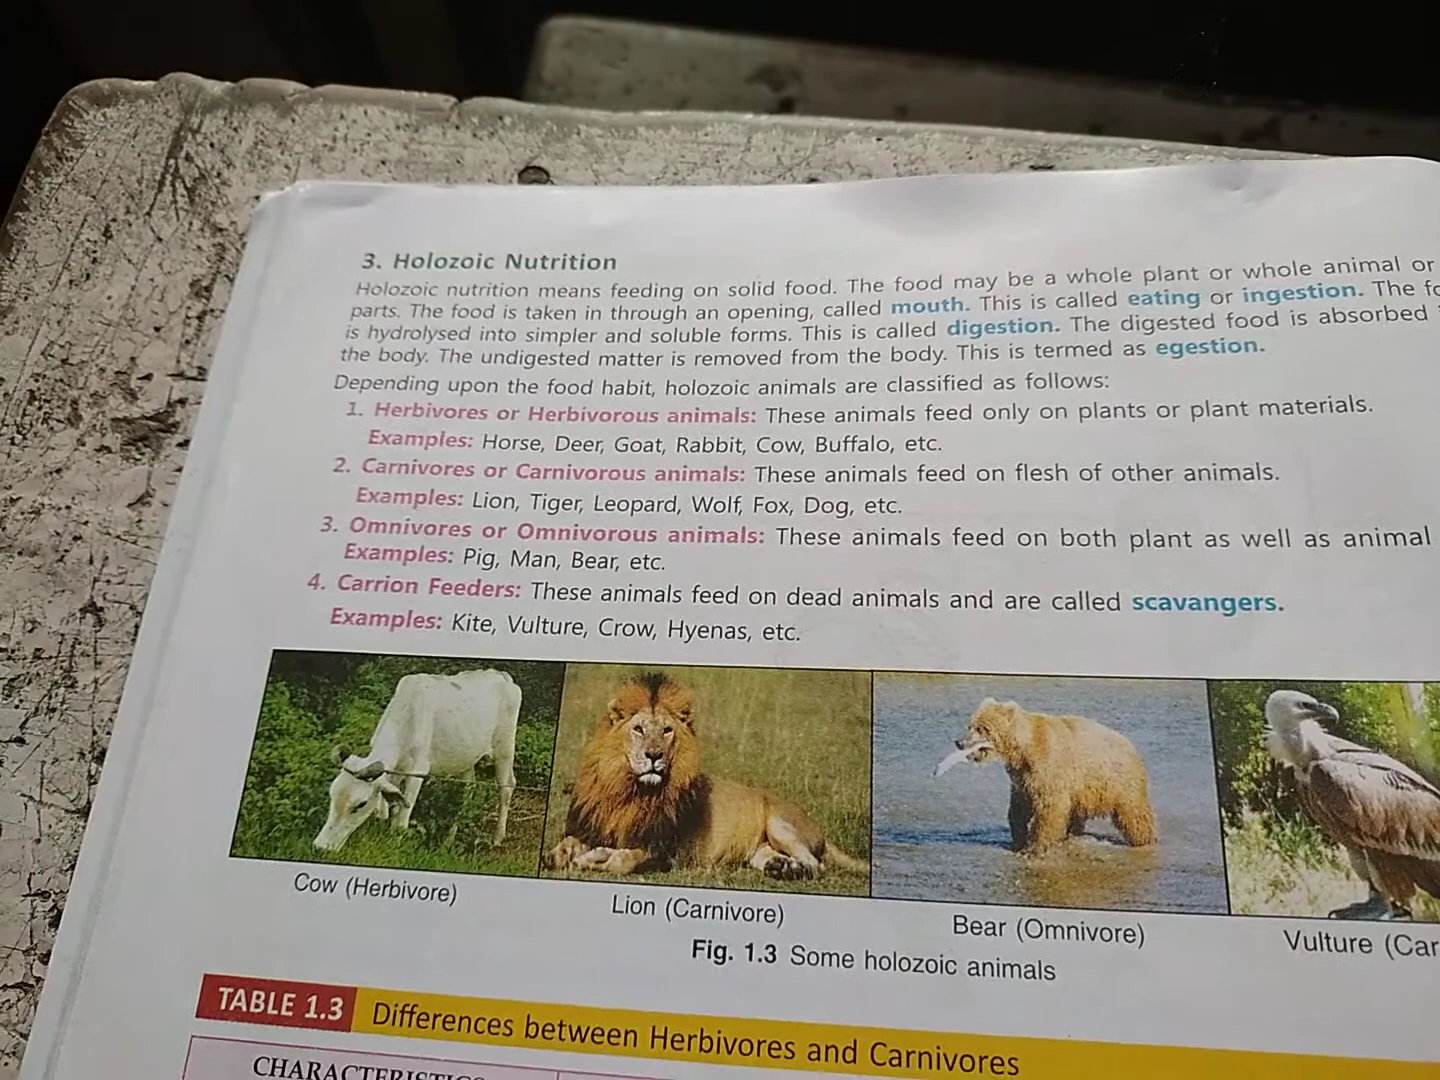 3. Holozoic Nutrition
Holozoic nutrition means feeding on solid food. The food may be a whole plant or whole animal or
parts. The food is taken in through an opening, called mouth. This is called eating or ingestion. The
is hydrolysed into simpler and soluble forms. This is called digestion. The digested food is absorbed
the body. The undigested matter is removed from the body. This is termed as egestion.
Depending upon the food habit, holozoic animals are classified as follows:
1. Herbivores or Herbivorous animals: These animals feed only on plants or plant materials.
Examples: Horse, Deer, Goat, Rabbit, Cow, Buffalo, etc.
2. Carnivores or Carnivorous animals: These animals feed on flesh of other animals.
Examples: Lion, Tiger, Leopard, Wolf, Fox, Dog, etc.
3. Omnivores or Omnivorous animals: These animals feed on both plant as well as animal
Examples: Pig, Man, Bear, etc.
4. Carrion Feeders: These animals feed on dead animals and are called scavangers.
Examples: Kite, Vulture, Crow, Hyenas, etc.
Cow (Herbivore) Lion (Carnivore) Bear (Omnivore) Vulture (Car
Fig. 1.3 Some holozoic animals
TABLE 1.3 Differences between Herbivores and Carnivores